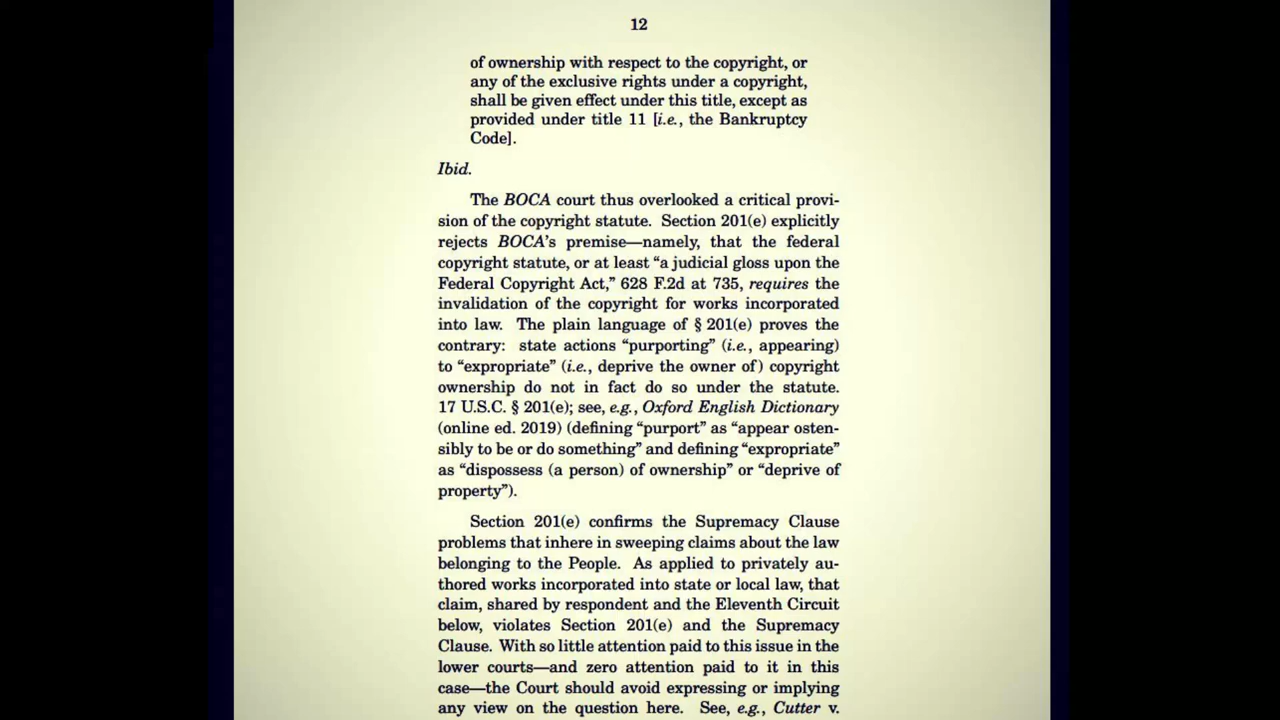 12
of ownership with respect to the copyright, or
any of the exclusive rights under a copyright,
shall be given effect under this title, except as
provided under title 11 [i.e., the Bankruptcy
Code].
Ibid.
The BOCA court thus overlooked a critical provi-
sion of the copyright statute. Section 201(e) explicitly
rejects BOCA's premise—namely, that the federal
copyright statute, or at least “a judicial gloss upon the
Federal Copyright Act,” 628 F.2d at 735, requires the
invalidation of the copyright for works incorporated
into law. The plain language of § 201(e) proves the
contrary: state actions “purporting” (i.e., appearing)
to “expropriate” (i.e., deprive the owner of) copyright
ownership do not in fact do so under the statute.
17 U.S.C. § 201(e); see, e.g., Oxford English Dictionary
(online ed. 2019) (defining “purport” as “appear osten-
sibly to be or do something” and defining “expropriate”
as “dispossess (a person) of ownership” or “deprive of
property”).
Section 201(e) confirms the Supremacy Clause
problems that inhere in sweeping claims about the law
belonging to the People. As applied to privately au-
thored works incorporated into state or local law, that
claim, shared by respondent and the Eleventh Circuit
below, violates Section 201(e) and the Supremacy
Clause. With so little attention paid to this issue in the
lower courts—and zero attention paid to it in this
case—the Court should avoid expressing or implying
any view on the question here. See, e.g., Cutter v.